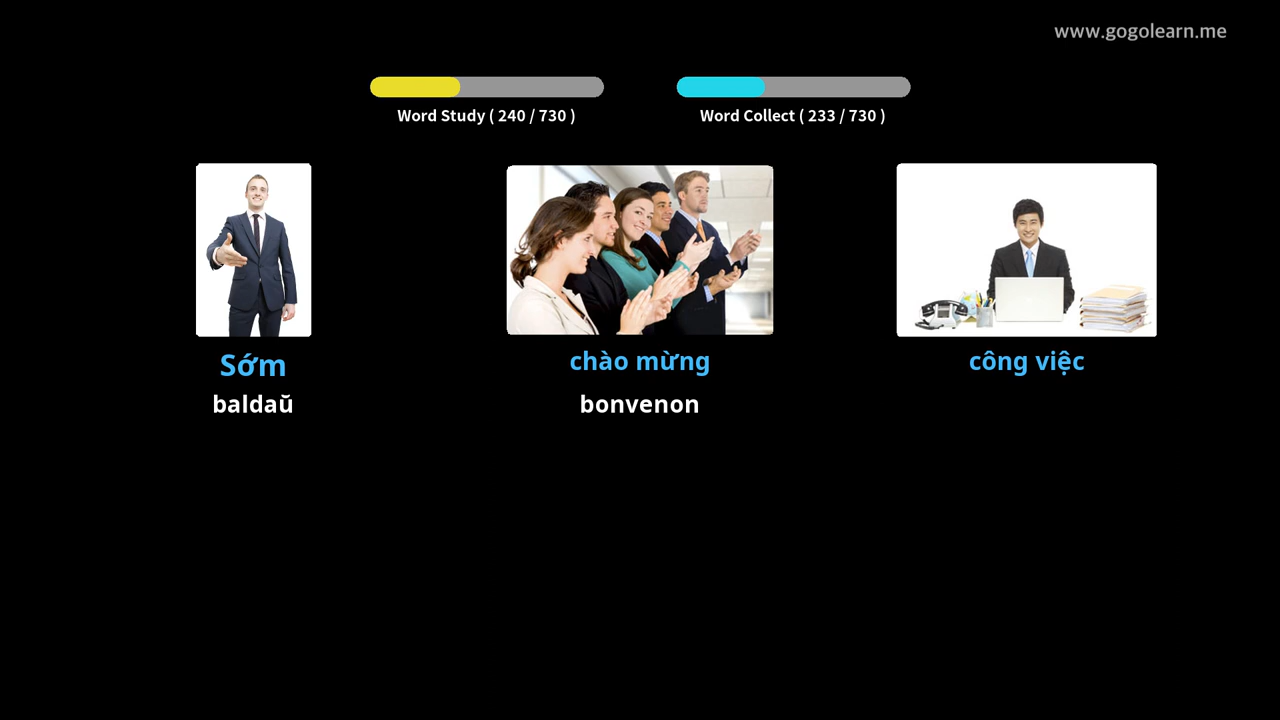 www.gogolearn.me
Word Study ( 240 / 730 )
Word Collect ( 233 / 730 )
Sớm
baldaŭ
chào mừng
bonvenon
công việc